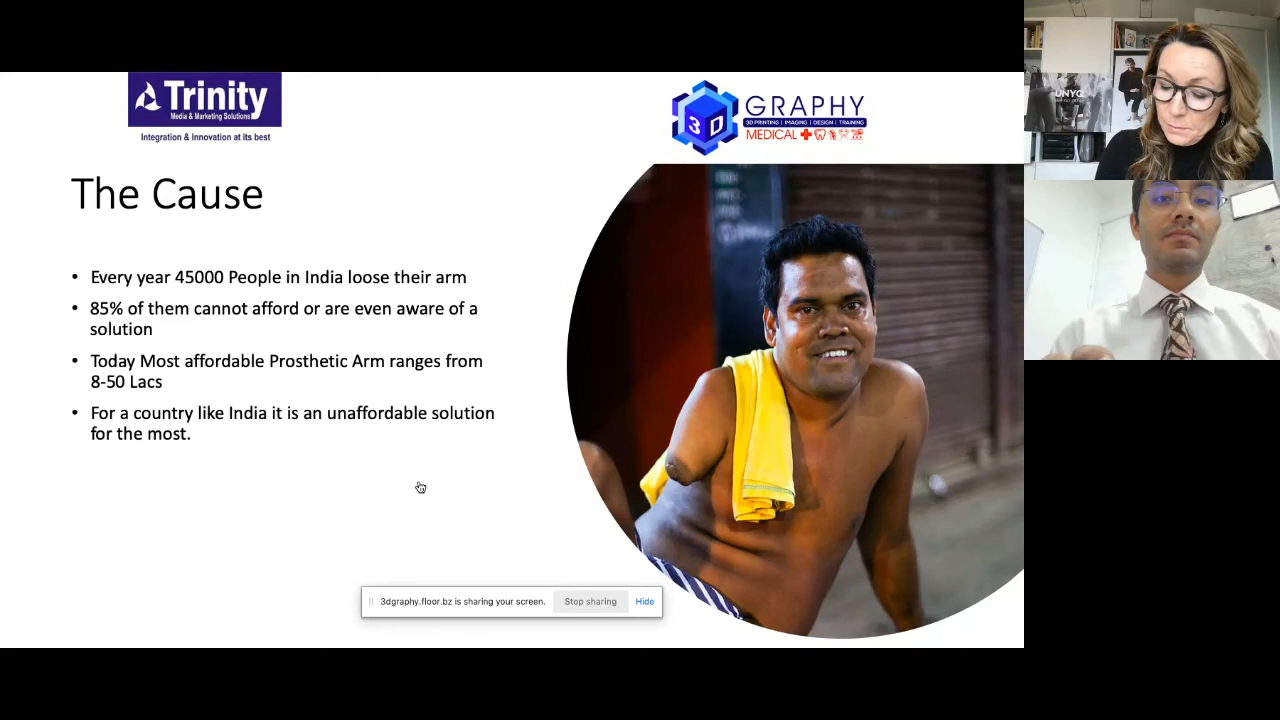 Trinity
Media & Marketing Solutions
Integration & Innovation at its best
3D
GRAPHY
3D PRINTING | IMAGING | DESIGN | TRAINING
MEDICAL
The Cause
• Every year 45000 People in India loose their arm
• 85% of them cannot afford or are even aware of a
solution
• Today Most affordable Prosthetic Arm ranges from
8-50 Lacs
• For a country like India it is an unaffordable solution
for the most.
3dgraphy.floor.bz is sharing your screen.
Stop sharing
Hide
UNYQ